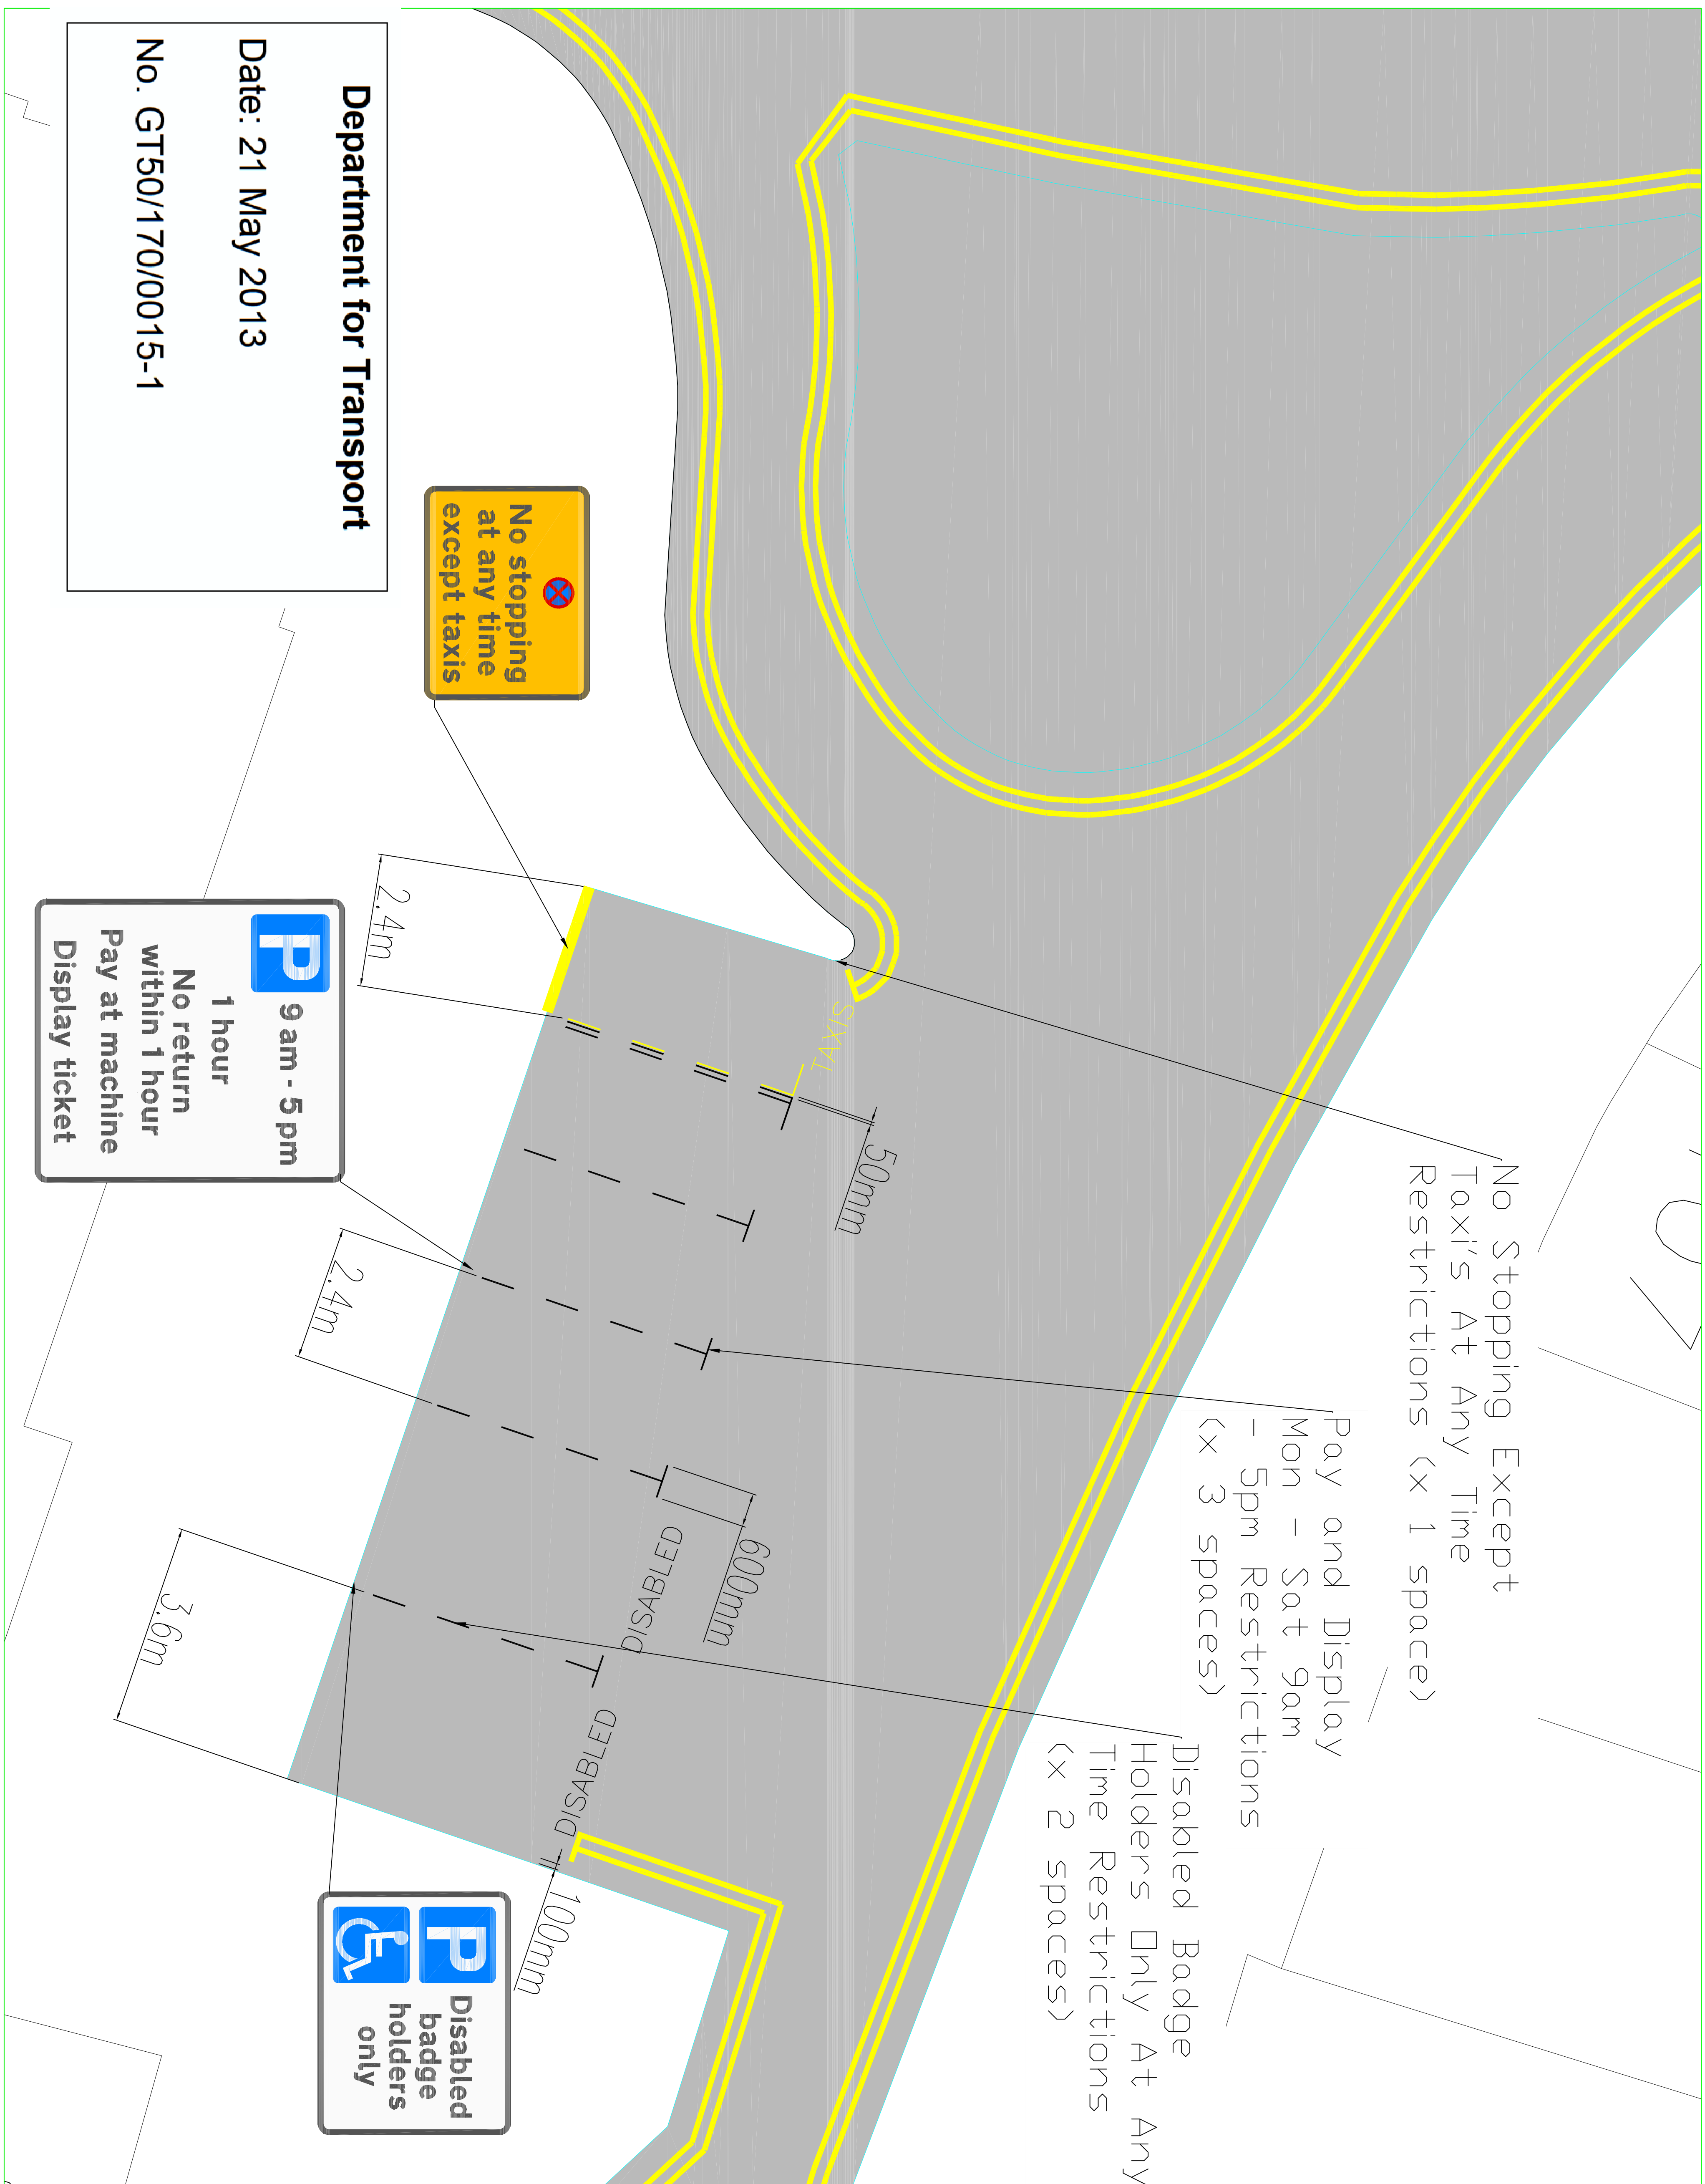 No Stopping Except
Taxi's At Any Time
Restrictions (x 1 space)
Pay and Display
Mon - Sat 9am
- 5pm Restrictions
(x 3 spaces)
Disabled Badge
Holders Only At Any
Time Restrictions
(x 2 spaces)
TAXIS
50mm
600mm
DISABLED
DISABLED
100mm
2.4m
2.4m
3.6m
No stopping
at any time
except taxis
P 9 am - 5 pm
1 hour
No return
within 1 hour
Pay at machine
Display ticket
P Disabled
badge
holders
only
Department for Transport
Date: 21 May 2013
No. GT50/170/0015-1